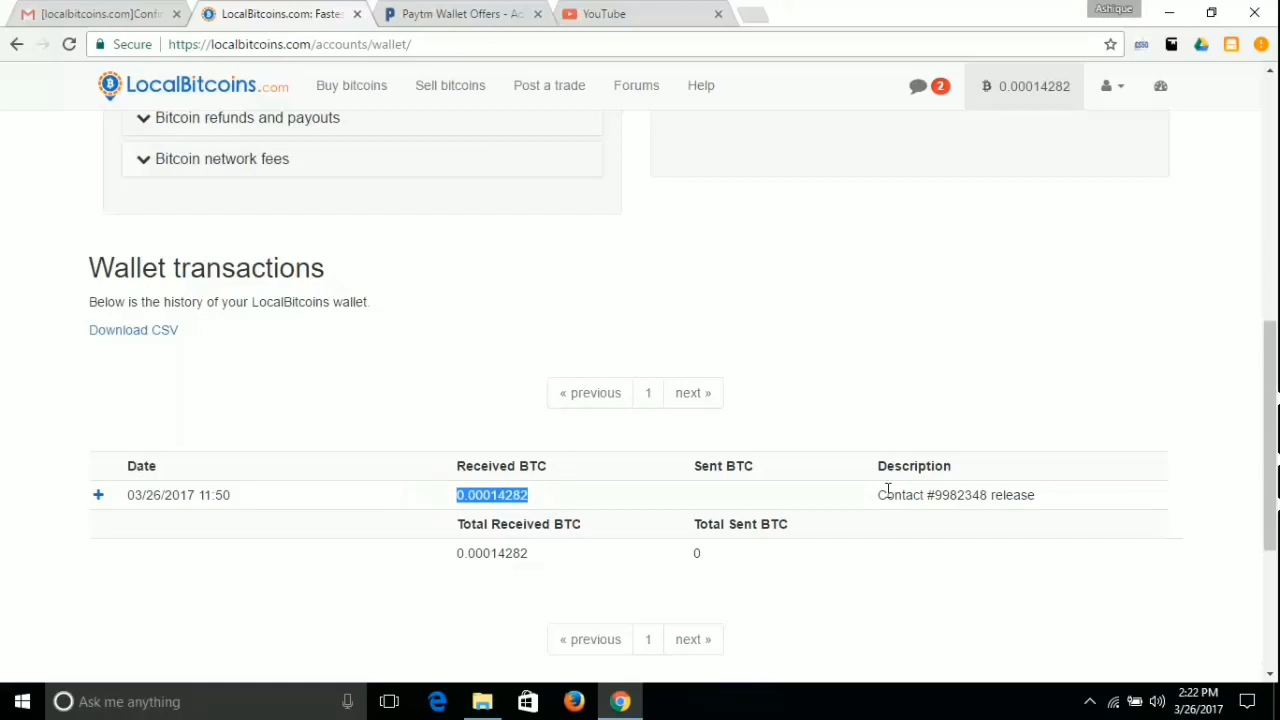 [localbitcoins.com]Confir
LocalBitcoins.com: Fastes
Paytm Wallet Offers - Ad
YouTube
Ashique
Secure
https://localbitcoins.com/accounts/wallet/
LocalBitcoins.com
Buy bitcoins
Sell bitcoins
Post a trade
Forums
Help
2
0.00014282
Bitcoin refunds and payouts
Bitcoin network fees
Wallet transactions
Below is the history of your LocalBitcoins wallet.
Download CSV
« previous 1 next »
Date Received BTC Sent BTC Description
03/26/2017 11:50 0.00014282 Contact #9982348 release
Total Received BTC Total Sent BTC
0.00014282 0
« previous 1 next »
Ask me anything
2:22 PM
3/26/2017